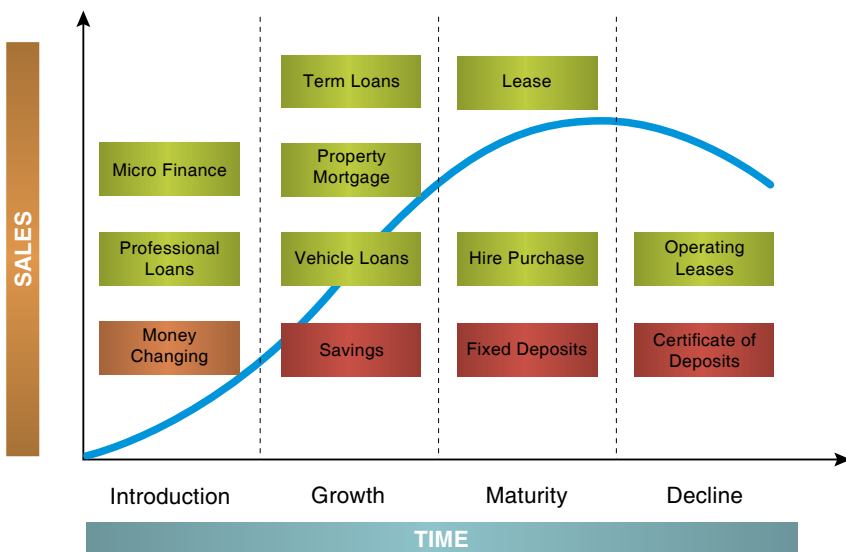 SALES
Term Loans
Lease
Micro Finance
Property
Mortgage
Professional
Loans
Vehicle Loans
Hire Purchase
Operating
Leases
Money
Changing
Savings
Fixed Deposits
Certificate of
Deposits
Introduction
Growth
Maturity
Decline
TIME